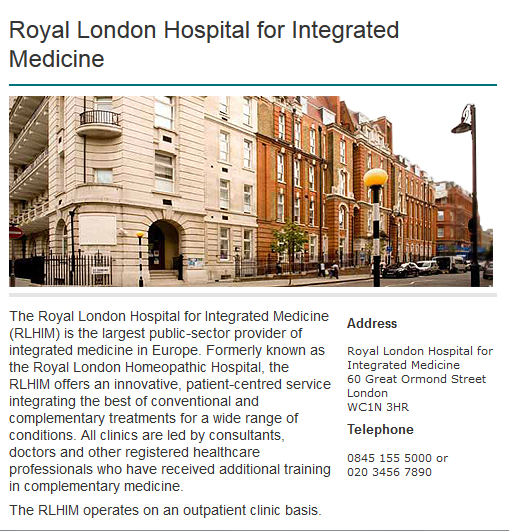 Royal London Hospital for Integrated
Medicine
The Royal London Hospital for Integrated Medicine
(RLHIM) is the largest public-sector provider of
integrated medicine in Europe. Formerly known as
the Royal London Homeopathic Hospital, the
RLHIM offers an innovative, patient-centred service
integrating the best of conventional and
complementary treatments for a wide range of
conditions. All clinics are led by consultants,
doctors and other registered healthcare
professionals who have received additional training
in complementary medicine.
The RLHIM operates on an outpatient clinic basis.
Address
Royal London Hospital for
Integrated Medicine
60 Great Ormond Street
London
WC1N 3HR
Telephone
0845 155 5000 or
020 3456 7890